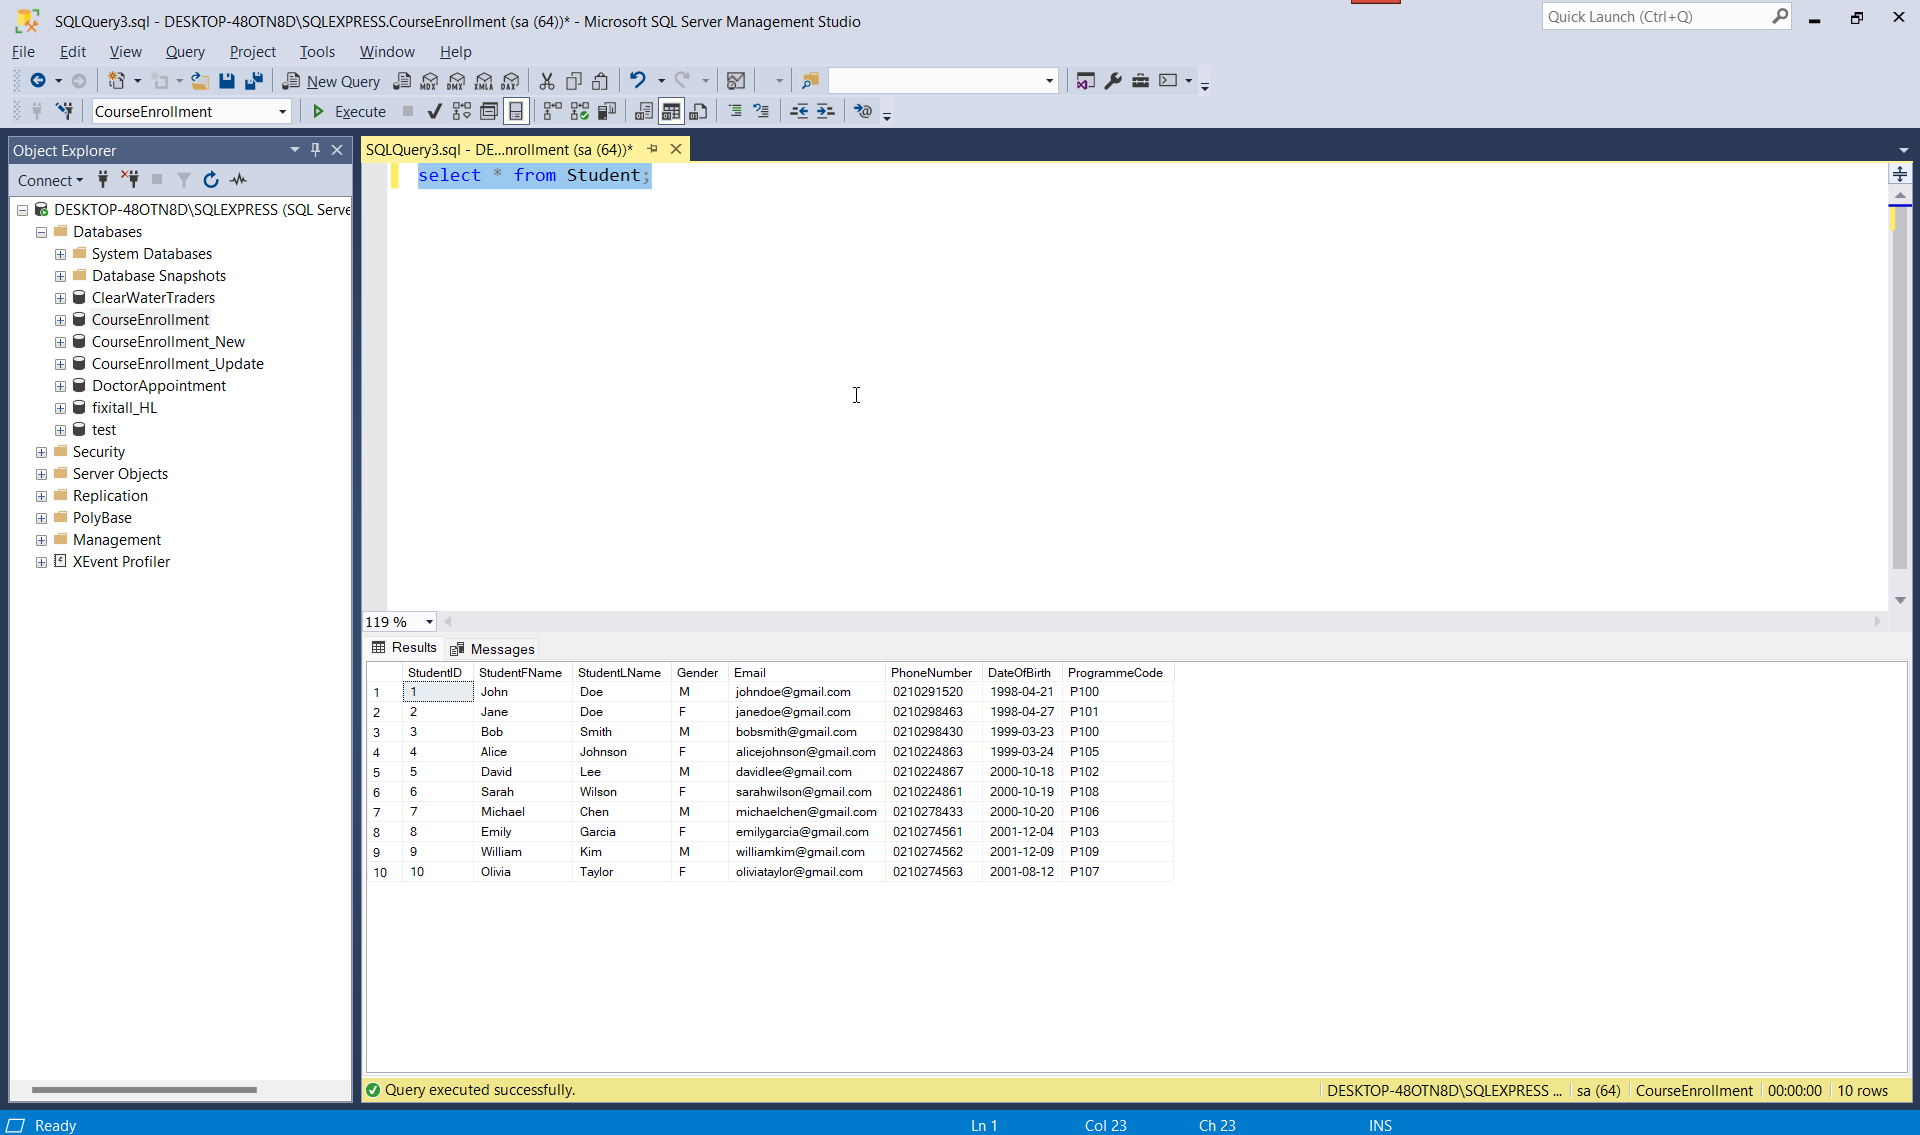 SQLQuery3.sql - DESKTOP-48OTN8D\SQLEXPRESS.CourseEnrollment (sa (64))* - Microsoft SQL Server Management Studio
Quick Launch (Ctrl+Q)
File Edit View Query Project Tools Window Help
New Query MDX DMX XMLA DAX
CourseEnrollment Execute
Object Explorer
SQLQuery3.sql - DE...nrollment (sa (64))*
Connect
select * from Student;
DESKTOP-48OTN8D\SQLEXPRESS (SQL Serve
Databases
System Databases
Database Snapshots
ClearWaterTraders
CourseEnrollment
CourseEnrollment_New
CourseEnrollment_Update
DoctorAppointment
fixitall_HL
test
Security
Server Objects
Replication
PolyBase
Management
XEvent Profiler
119 %
Results Messages
StudentID StudentFName StudentLName Gender Email PhoneNumber DateOfBirth ProgrammeCode
1 1 John Doe M johndoe@gmail.com 0210291520 1998-04-21 P100
2 2 Jane Doe F janedoe@gmail.com 0210298463 1998-04-27 P101
3 3 Bob Smith M bobsmith@gmail.com 0210298430 1999-03-23 P100
4 4 Alice Johnson F alicejohnson@gmail.com 0210224863 1999-03-24 P105
5 5 David Lee M davidlee@gmail.com 0210224867 2000-10-18 P102
6 6 Sarah Wilson F sarahwilson@gmail.com 0210224861 2000-10-19 P108
7 7 Michael Chen M michaelchen@gmail.com 0210278433 2000-10-20 P106
8 8 Emily Garcia F emilygarcia@gmail.com 0210274561 2001-12-04 P103
9 9 William Kim M williamkim@gmail.com 0210274562 2001-12-09 P109
10 10 Olivia Taylor F oliviataylor@gmail.com 0210274563 2001-08-12 P107
Query executed successfully. DESKTOP-48OTN8D\SQLEXPRESS ... sa (64) CourseEnrollment 00:00:00 10 rows
Ready Ln 1 Col 23 Ch 23 INS